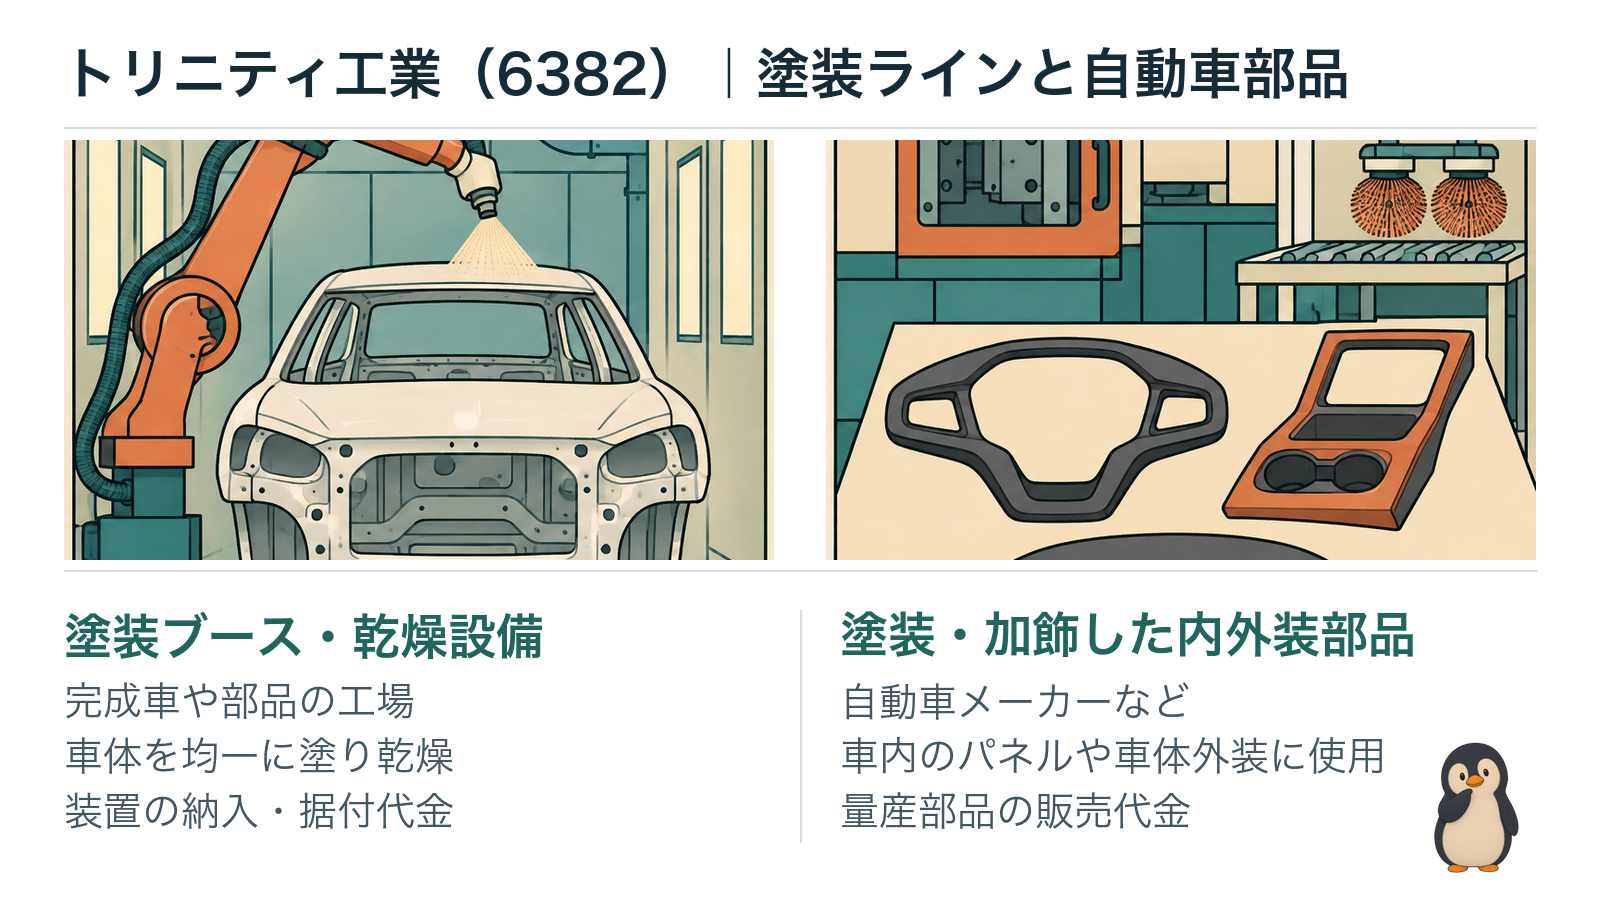 トリニティ工業（6382）｜塗装ラインと自動車部品
塗装ブース・乾燥設備
完成車や部品の工場
車体を均一に塗り乾燥
装置の納入・据付代金
塗装・加飾した内外装部品
自動車メーカーなど
車内のパネルや車体外装に使用
量産部品の販売代金